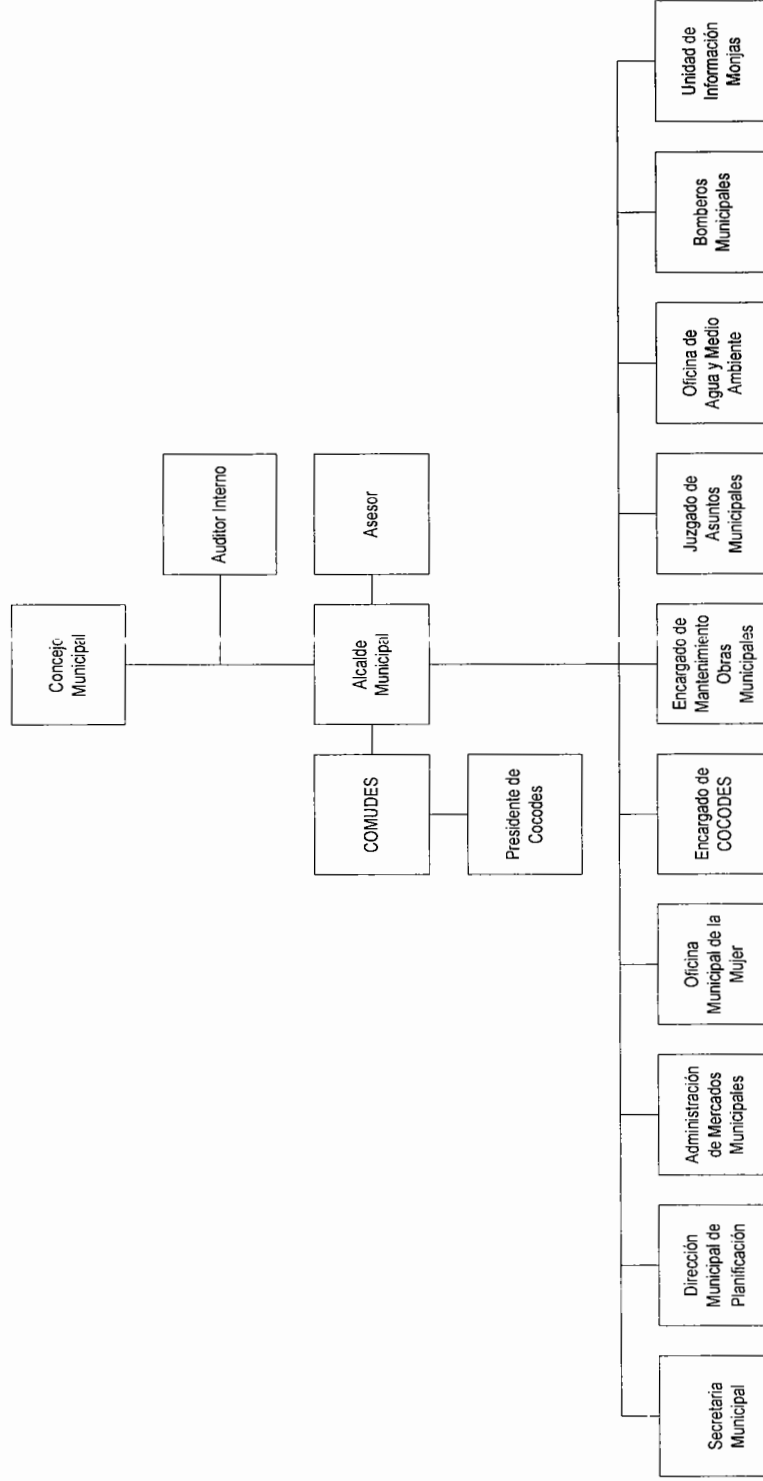 Concejo
Municipal
Auditor Interno
Alcalde
Municipal
Asesor
COMUDES
Presidente de
Cocodes
Secretaria
Municipal
Dirección
Municipal de
Planificación
Administración
de Mercados
Municipales
Oficina
Municipal de la
Mujer
Encargado de
COCODES
Encargado de
Mantenimiento
Obras
Municipales
Juzgado de
Asuntos
Municipales
Oficina de
Agua y Medio
Ambiente
Bomberos
Municipales
Unidad de
Información
Monjas